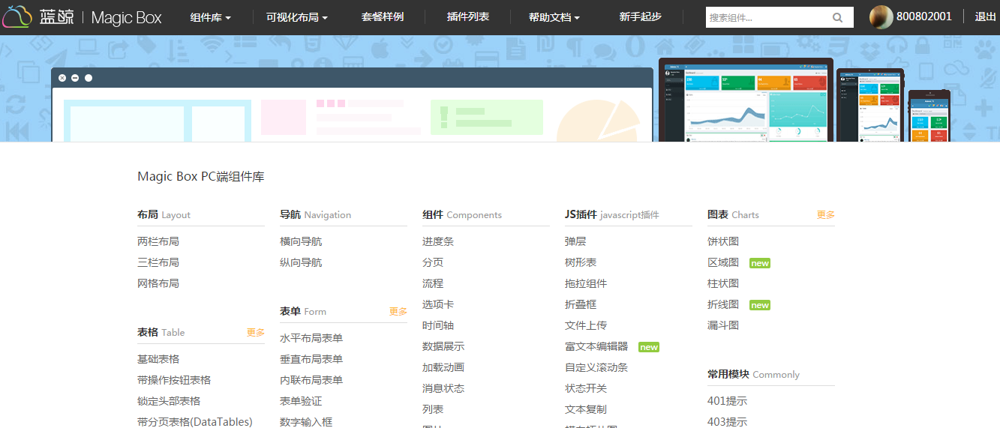 蓝鲸 | Magic Box 组件库 可视化布局 套餐样例 插件列表 帮助文档 新手起步 搜索组件... 800802001 退出
Magic Box PC端组件库
布局 Layout
两栏布局
三栏布局
网格布局
表格 Table 更多
基础表格
带操作按钮表格
锁定头部表格
带分页表格(DataTables)
导航 Navigation
横向导航
纵向导航
表单 Form 更多
水平布局表单
垂直布局表单
内联布局表单
表单验证
数字输入框
组件 Components
进度条
分页
流程
选项卡
时间轴
数据展示
加载动画
消息状态
列表
JS插件 javascript插件
弹层
树形表
拖拉组件
折叠框
文件上传
富文本编辑器 new
自定义滚动条
状态开关
文本复制
图表 Charts 更多
饼状图
区域图 new
柱状图
折线图 new
漏斗图
常用模块 Commonly
401提示
403提示